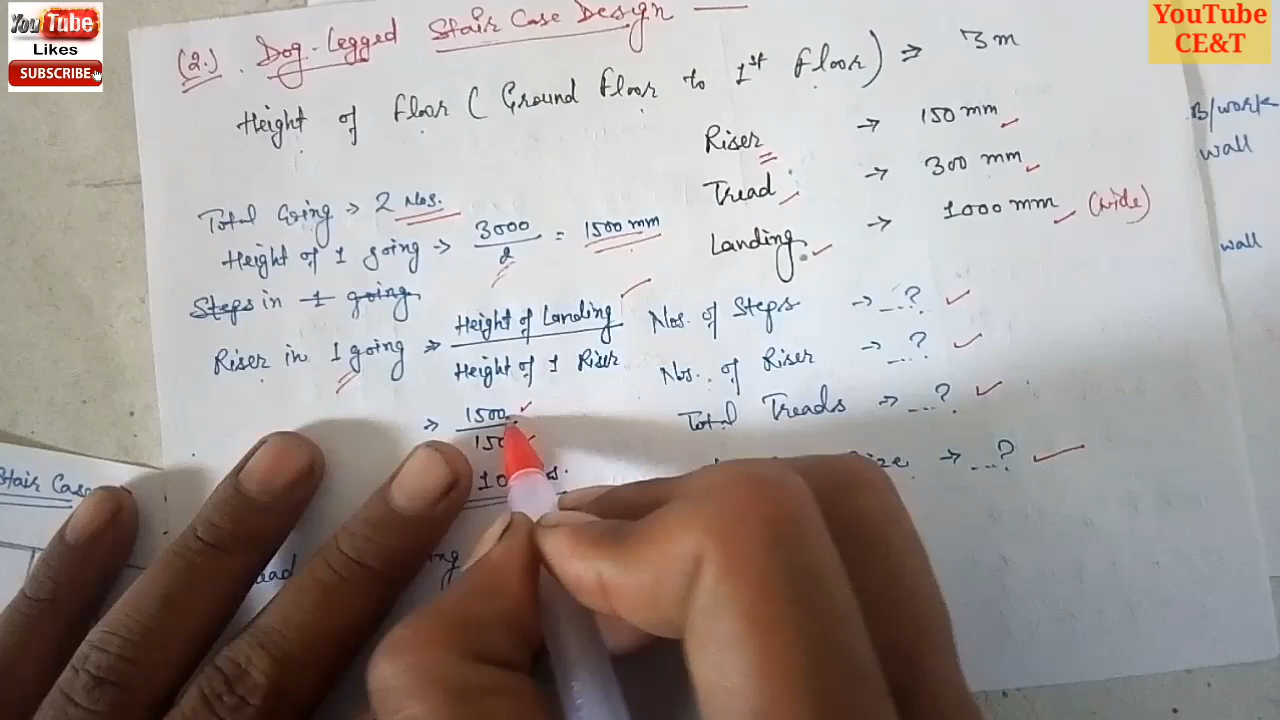 YouTube
Likes
SUBSCRIBE
YouTube
CE&T
(2.) Dog-Legged Stair Case Design
Height of floor (Ground floor to 1st floor) ⇒ 3 m
Riser → 150 mm
Tread → 300 mm
Landing → 1000 mm (wide)
Total Going → 2 Nos.
Height of 1 going → 3000 / 2 = 1500 mm
Steps in 1 going
Riser in 1 going ⇒ Height of Landing / Height of 1 Riser
⇒ 1500
10
Nos. of Steps → ...?
Nos. of Riser → ...?
Total Treads → ...?
→ ...?
B/work
wall
wall
Stair Case